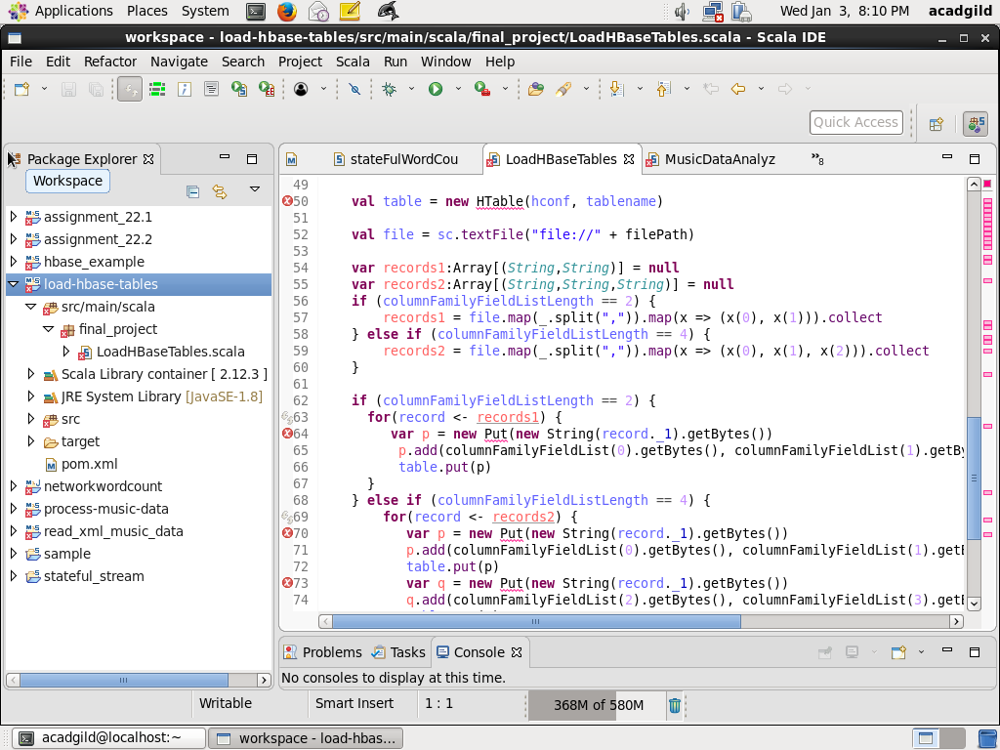 Applications Places System Wed Jan 3, 8:10 PM acadgild
workspace - load-hbase-tables/src/main/scala/final_project/LoadHBaseTables.scala - Scala IDE
File Edit Refactor Navigate Search Project Scala Run Window Help
Quick Access
Package Explorer
Workspace
assignment_22.1
assignment_22.2
hbase_example
load-hbase-tables
src/main/scala
final_project
LoadHBaseTables.scala
Scala Library container [ 2.12.3 ]
JRE System Library [JavaSE-1.8]
src
target
pom.xml
networkwordcount
process-music-data
read_xml_music_data
sample
stateful_stream
stateFulWordCou LoadHBaseTables MusicDataAnalyz »8
49
50 val table = new HTable(hconf, tablename)
51
52 val file = sc.textFile("file://" + filePath)
53
54 var records1:Array[(String,String)] = null
55 var records2:Array[(String,String,String)] = null
56 if (columnFamilyFieldListLength == 2) {
57 records1 = file.map(_.split(",")).map(x => (x(0), x(1))).collect
58 } else if (columnFamilyFieldListLength == 4) {
59 records2 = file.map(_.split(",")).map(x => (x(0), x(1), x(2))).collect
60 }
61
62 if (columnFamilyFieldListLength == 2) {
63 for(record <- records1) {
64 var p = new Put(new String(record._1).getBytes())
65 p.add(columnFamilyFieldList(0).getBytes(), columnFamilyFieldList(1).getBy
66 table.put(p)
67 }
68 } else if (columnFamilyFieldListLength == 4) {
69 for(record <- records2) {
70 var p = new Put(new String(record._1).getBytes())
71 p.add(columnFamilyFieldList(0).getBytes(), columnFamilyFieldList(1).getB
72 table.put(p)
73 var q = new Put(new String(record._1).getBytes())
74 q.add(columnFamilyFieldList(2).getBytes(), columnFamilyFieldList(3).getB
Problems Tasks Console
No consoles to display at this time.
Writable Smart Insert 1 : 1 368M of 580M
acadgild@localhost:~ workspace - load-hbas...